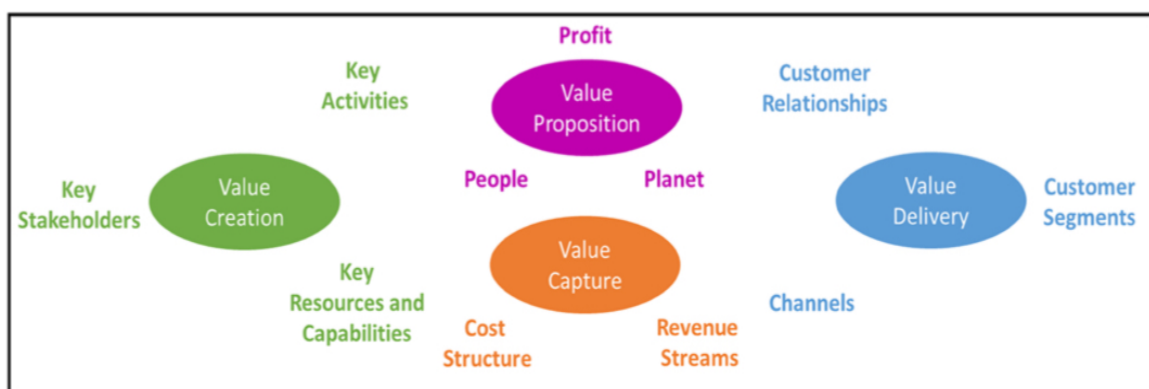 Profit
Key
Activities
Value
Proposition
Customer
Relationships
People
Planet
Key
Stakeholders
Value
Creation
Value
Delivery
Customer
Segments
Value
Capture
Key
Resources and
Capabilities
Cost
Structure
Revenue
Streams
Channels